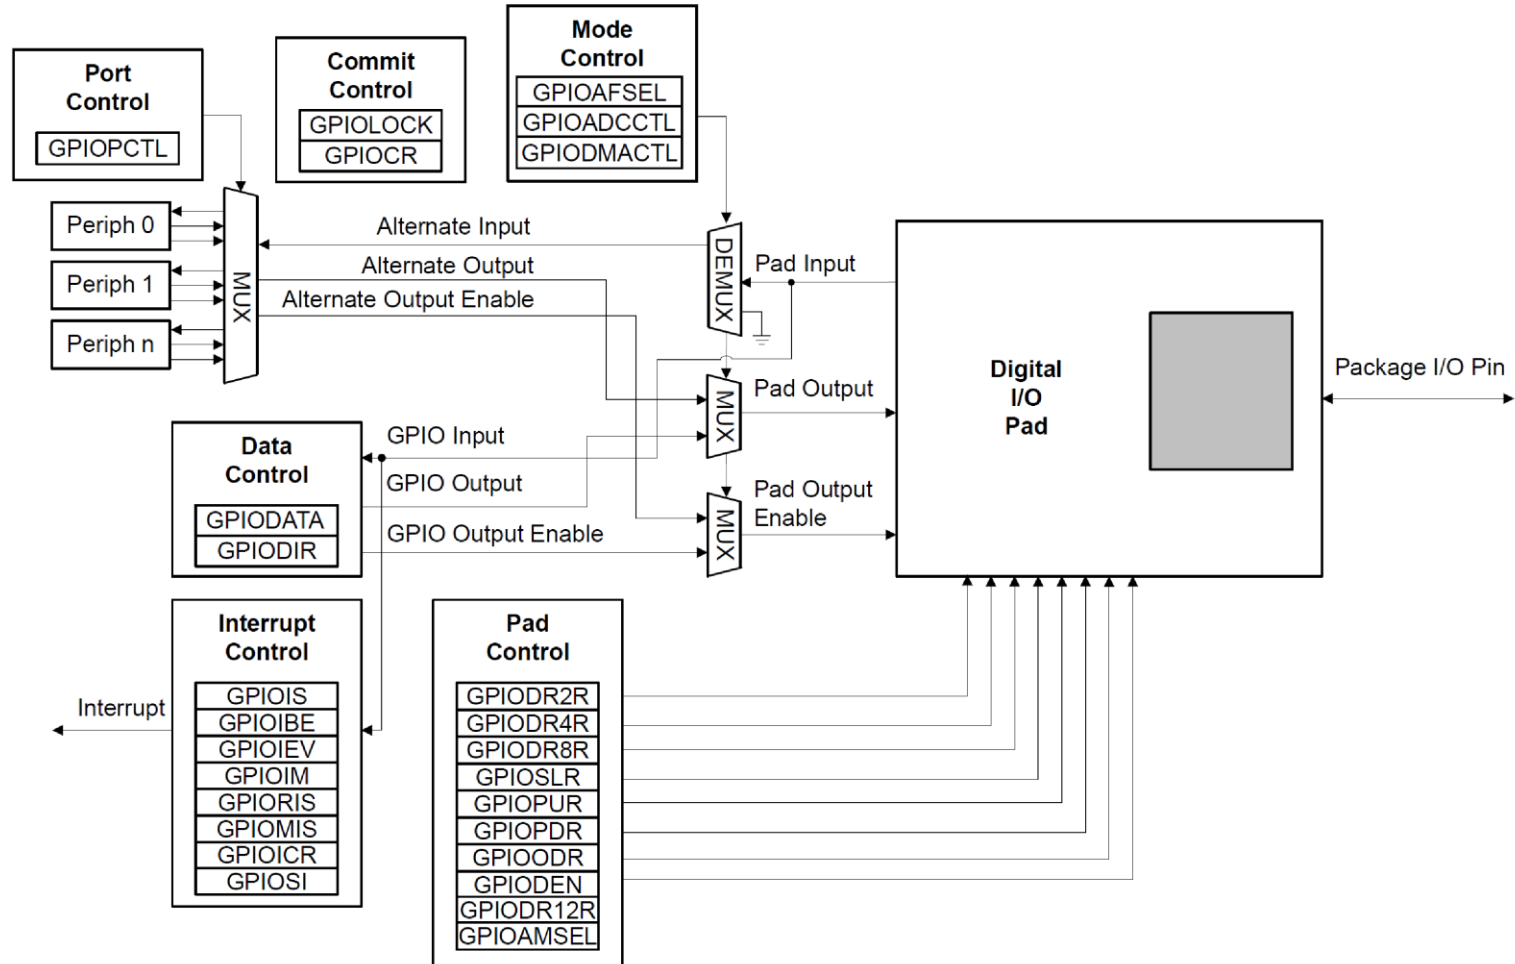 Port
Control
GPIOPCTL
Commit
Control
GPIOLOCK
GPIOCR
Mode
Control
GPIOAFSEL
GPIOADCCTL
GPIODMACTL
Periph 0
Periph 1
Periph n
MUX
Alternate Input
Alternate Output
Alternate Output Enable
DEMUX
Pad Input
MUX
Pad Output
MUX
Pad Output
Enable
Digital
I/O
Pad
Package I/O Pin
Data
Control
GPIODATA
GPIODIR
GPIO Input
GPIO Output
GPIO Output Enable
Interrupt
Control
GPIOIS
GPIOIBE
GPIOIEV
GPIOIM
GPIORIS
GPIOMIS
GPIOICR
GPIOSI
Interrupt
Pad
Control
GPIODR2R
GPIODR4R
GPIODR8R
GPIOSLR
GPIOPUR
GPIOPDR
GPIOODR
GPIODEN
GPIODR12R
GPIOAMSEL